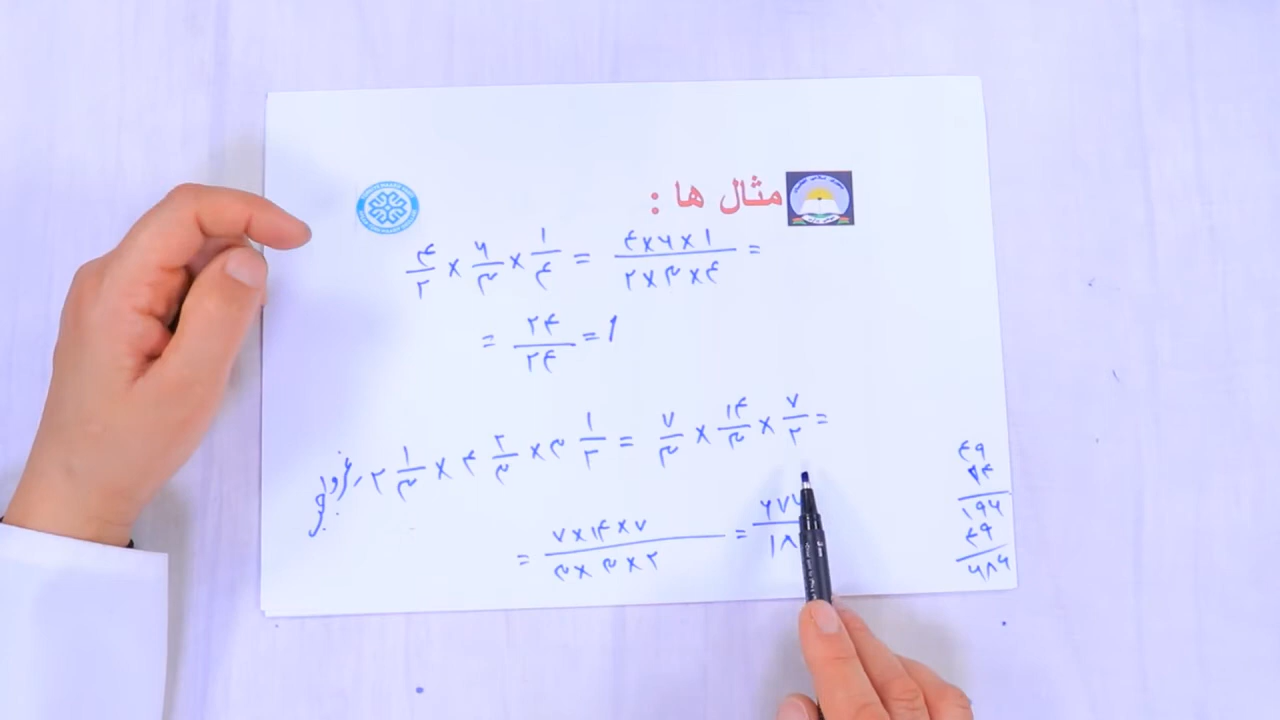 مثال ها :
۴/۲ × ۶/۳ × ۱/۴ = ۴×۶×۱/۲×۳×۴ =
= ۲۴/۲۴ = ۱
۲ ۱/۳ × ۴ ۲/۳ × ۳ ۱/۲ = ۷/۳ × ۱۴/۳ × ۷/۲ =
= ۷×۱۴×۷/۳×۳×۲ =
۱۸
۴۹
۱۴
۱۹۶
۴۹
۶۸۶